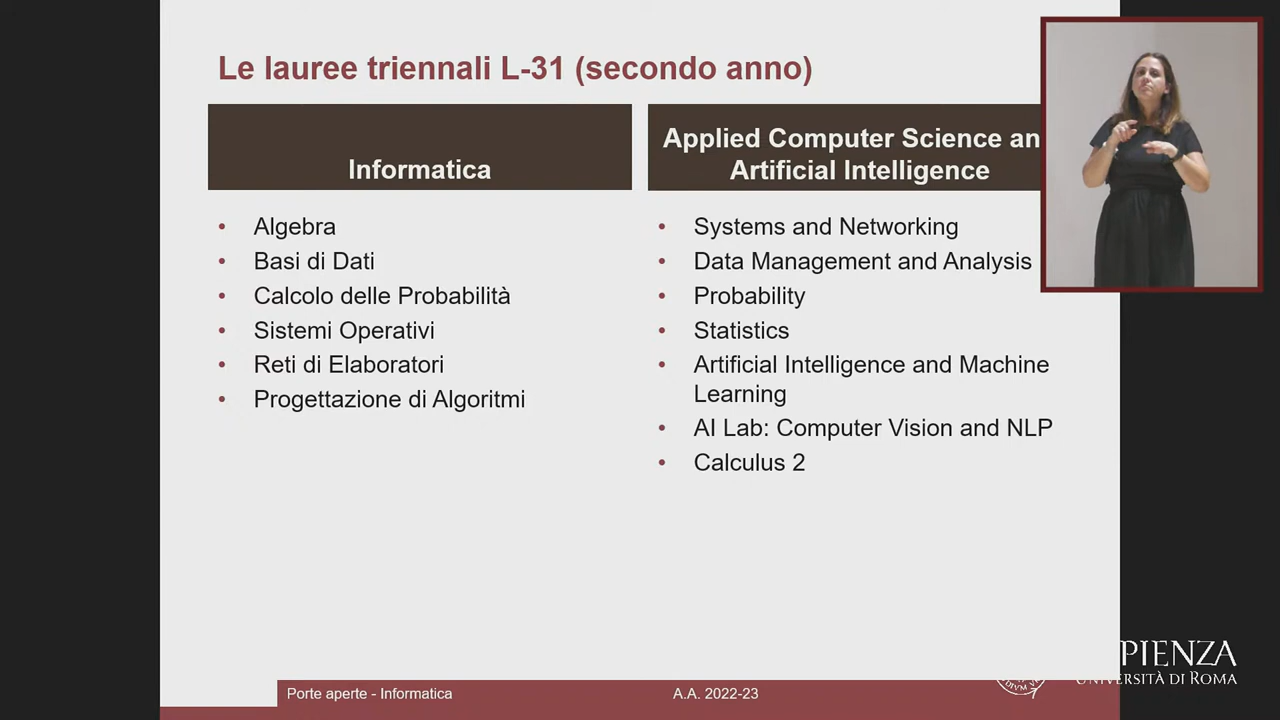 Le lauree triennali L-31 (secondo anno)
Informatica
Algebra
Basi di Dati
Calcolo delle Probabilità
Sistemi Operativi
Reti di Elaboratori
Progettazione di Algoritmi
Applied Computer Science an
Artificial Intelligence
Systems and Networking
Data Management and Analysis
Probability
Statistics
Artificial Intelligence and Machine
Learning
AI Lab: Computer Vision and NLP
Calculus 2
Porte aperte - Informatica
A.A. 2022-23
PIENZA
UNIVERSITÀ DI ROMA